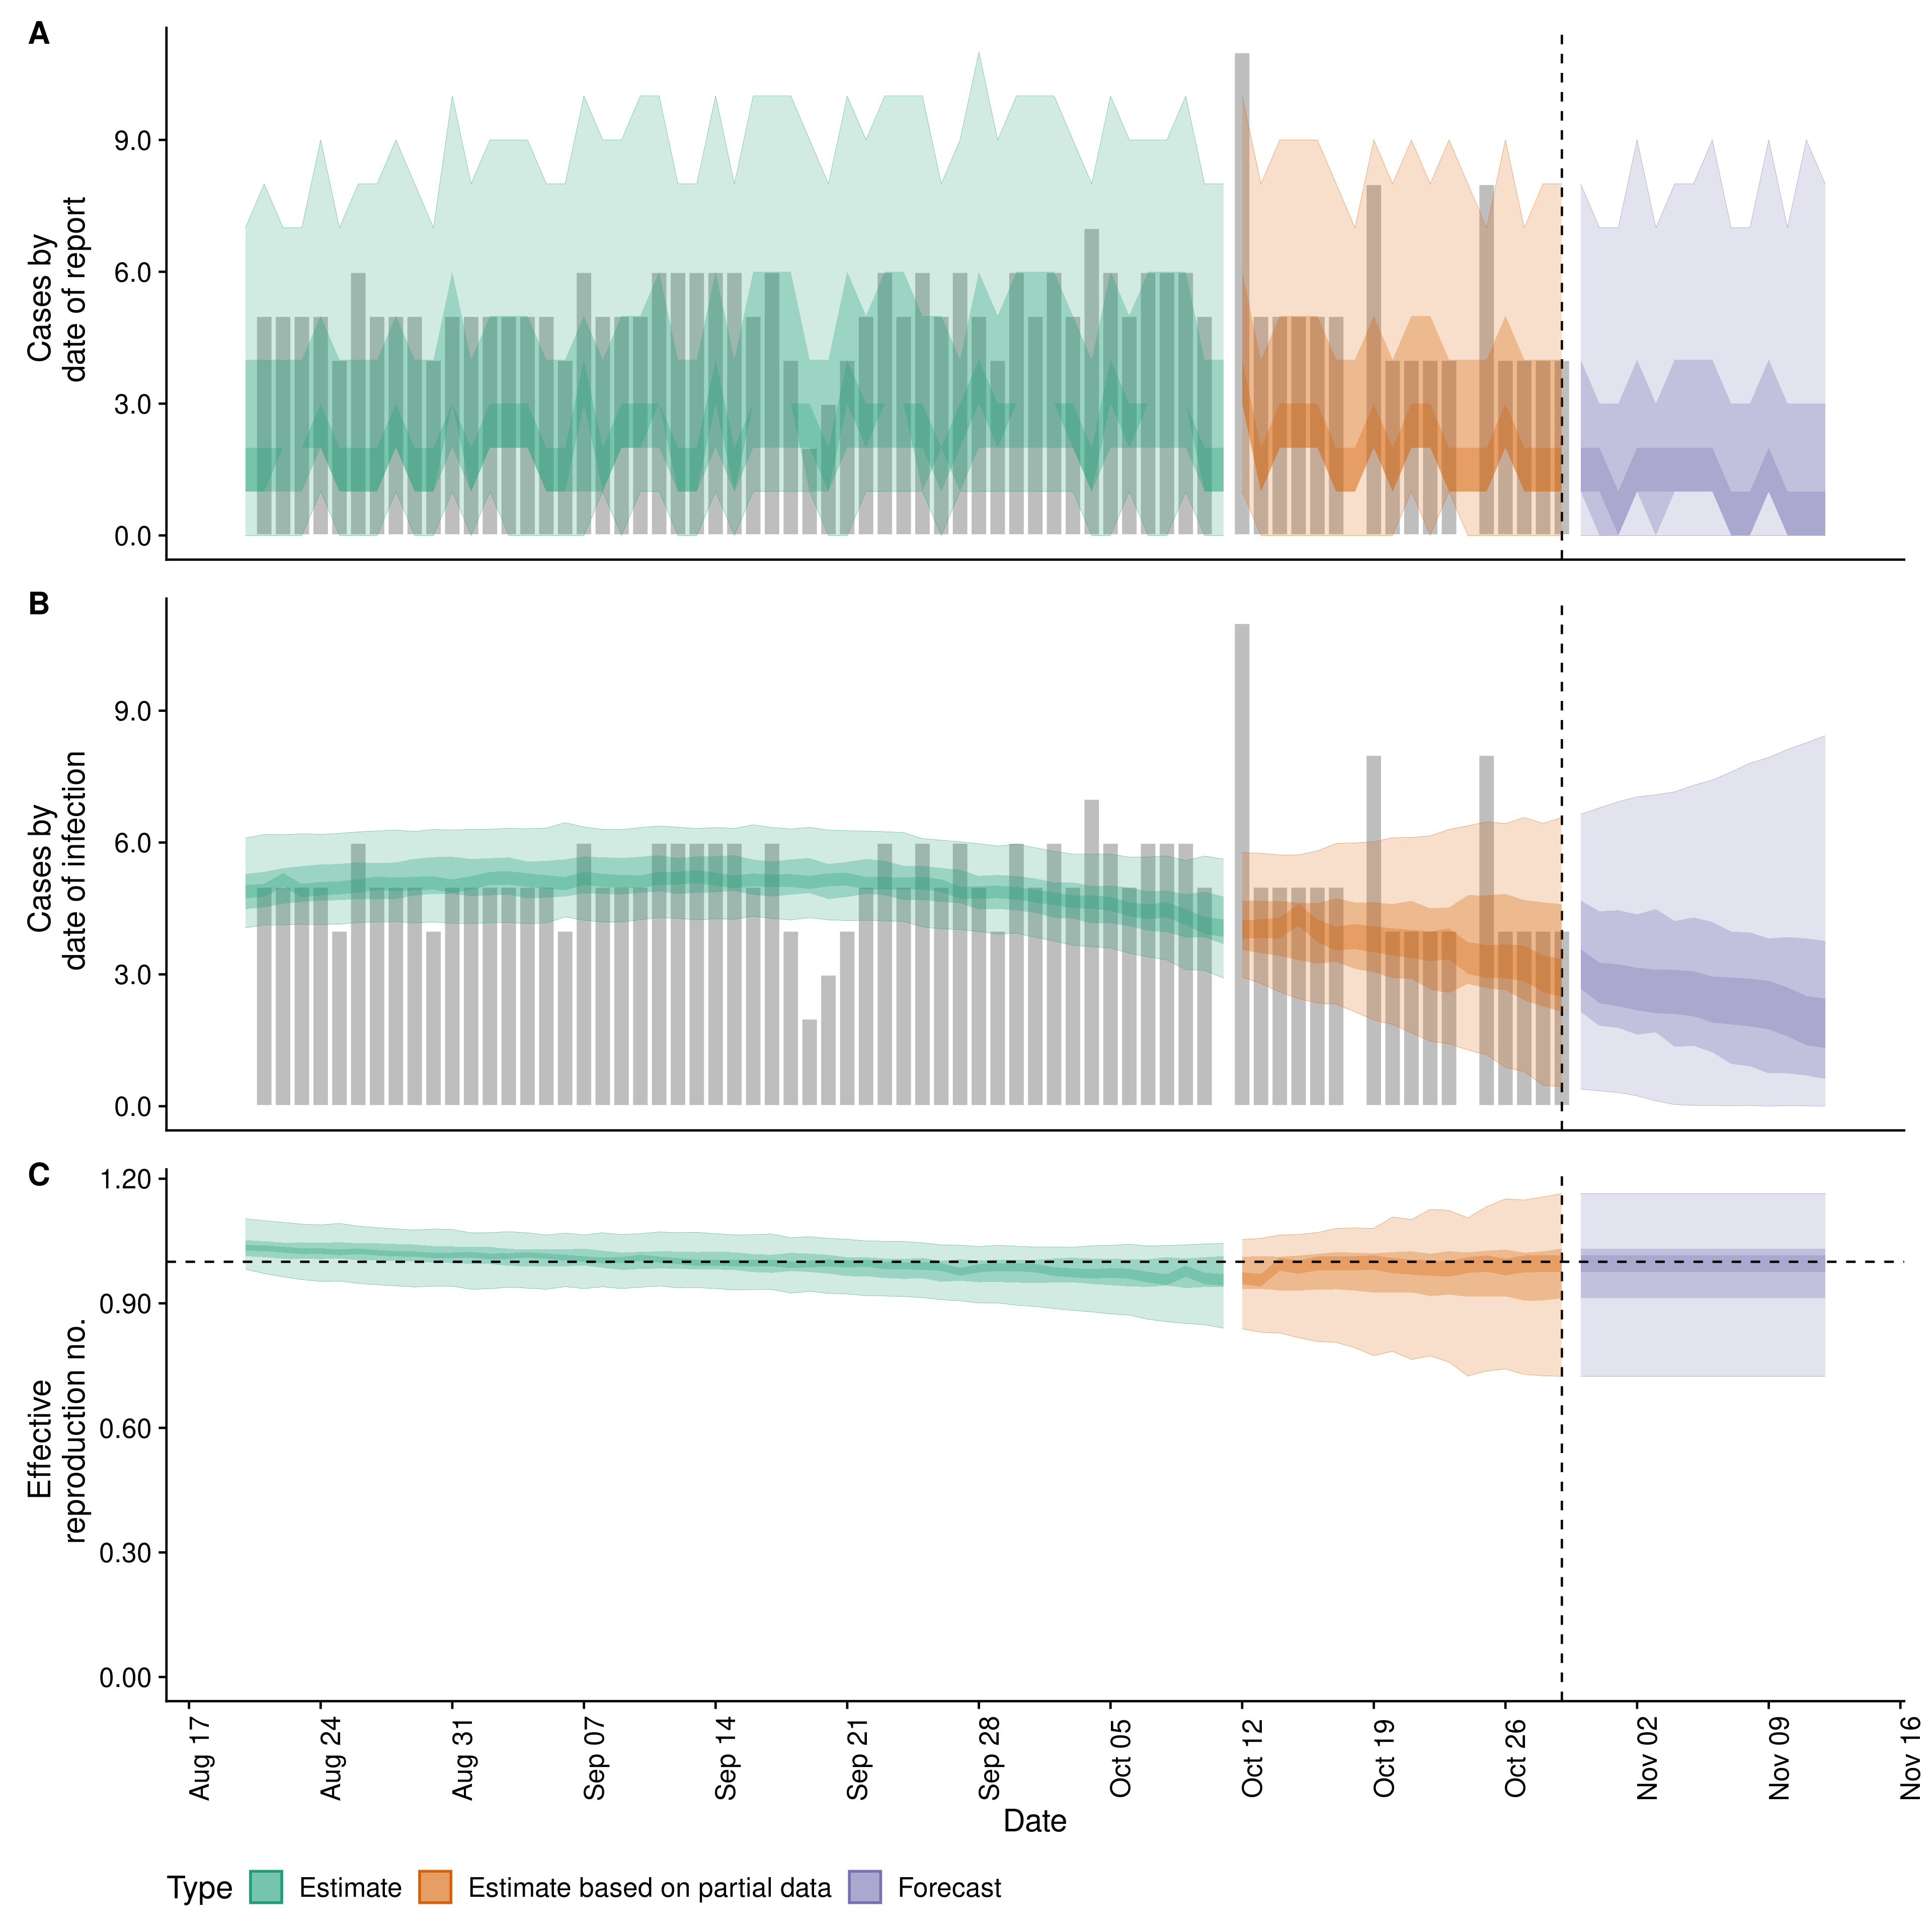 A
Cases by
date of report
9.0
6.0
3.0
0.0
B
Cases by
date of infection
9.0
6.0
3.0
0.0
C
Effective
reproduction no.
1.20
0.90
0.60
0.30
0.00
Aug 17
Aug 24
Aug 31
Sep 07
Sep 14
Sep 21
Sep 28
Oct 05
Oct 12
Oct 19
Oct 26
Nov 02
Nov 09
Nov 16
Date
Type Estimate Estimate based on partial data Forecast